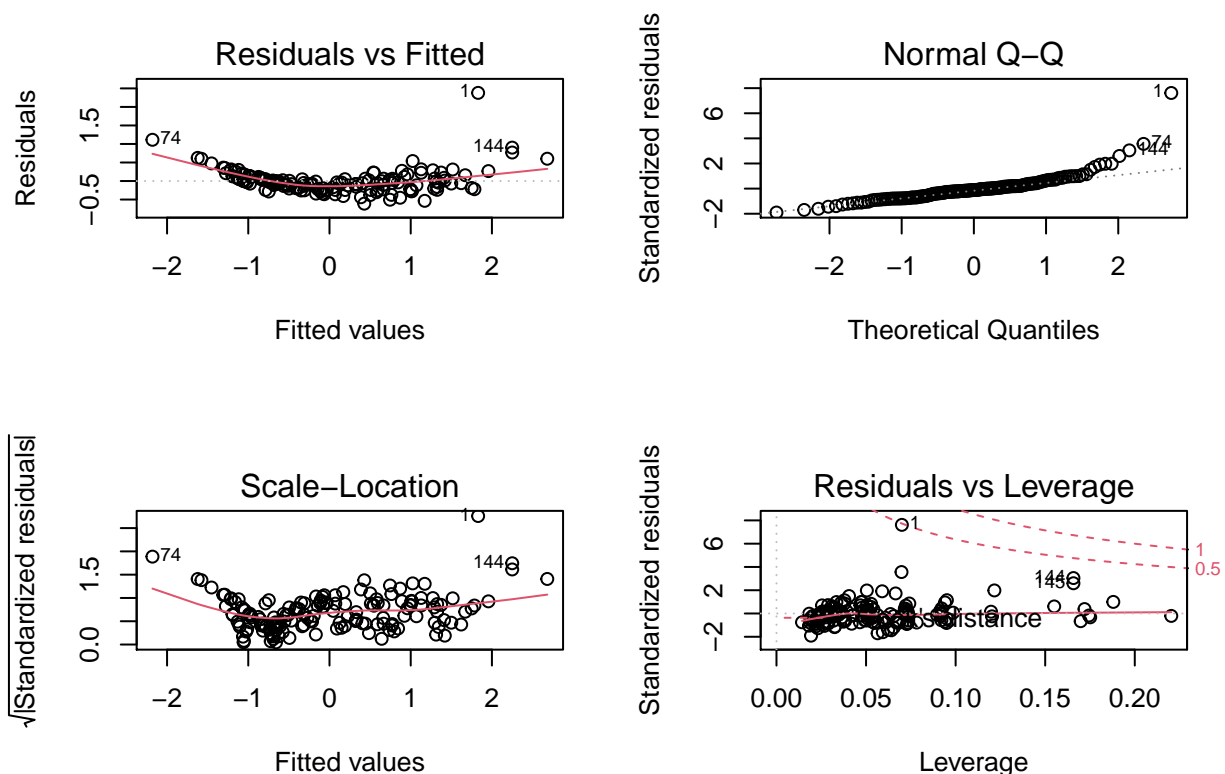 Residuals vs Fitted
Residuals
1.5
−0.5
1
74
144
−2 −1 0 1 2
Fitted values
Normal Q−Q
Standardized residuals
6
2
−2
1
74
144
−2 −1 0 1 2
Theoretical Quantiles
Scale−Location
√|Standardized residuals|
1.5
0.0
1
74
144
−2 −1 0 1 2
Fitted values
Residuals vs Leverage
Standardized residuals
6
2
−2
1
1
0.5
144
145
distance
0.00 0.05 0.10 0.15 0.20
Leverage